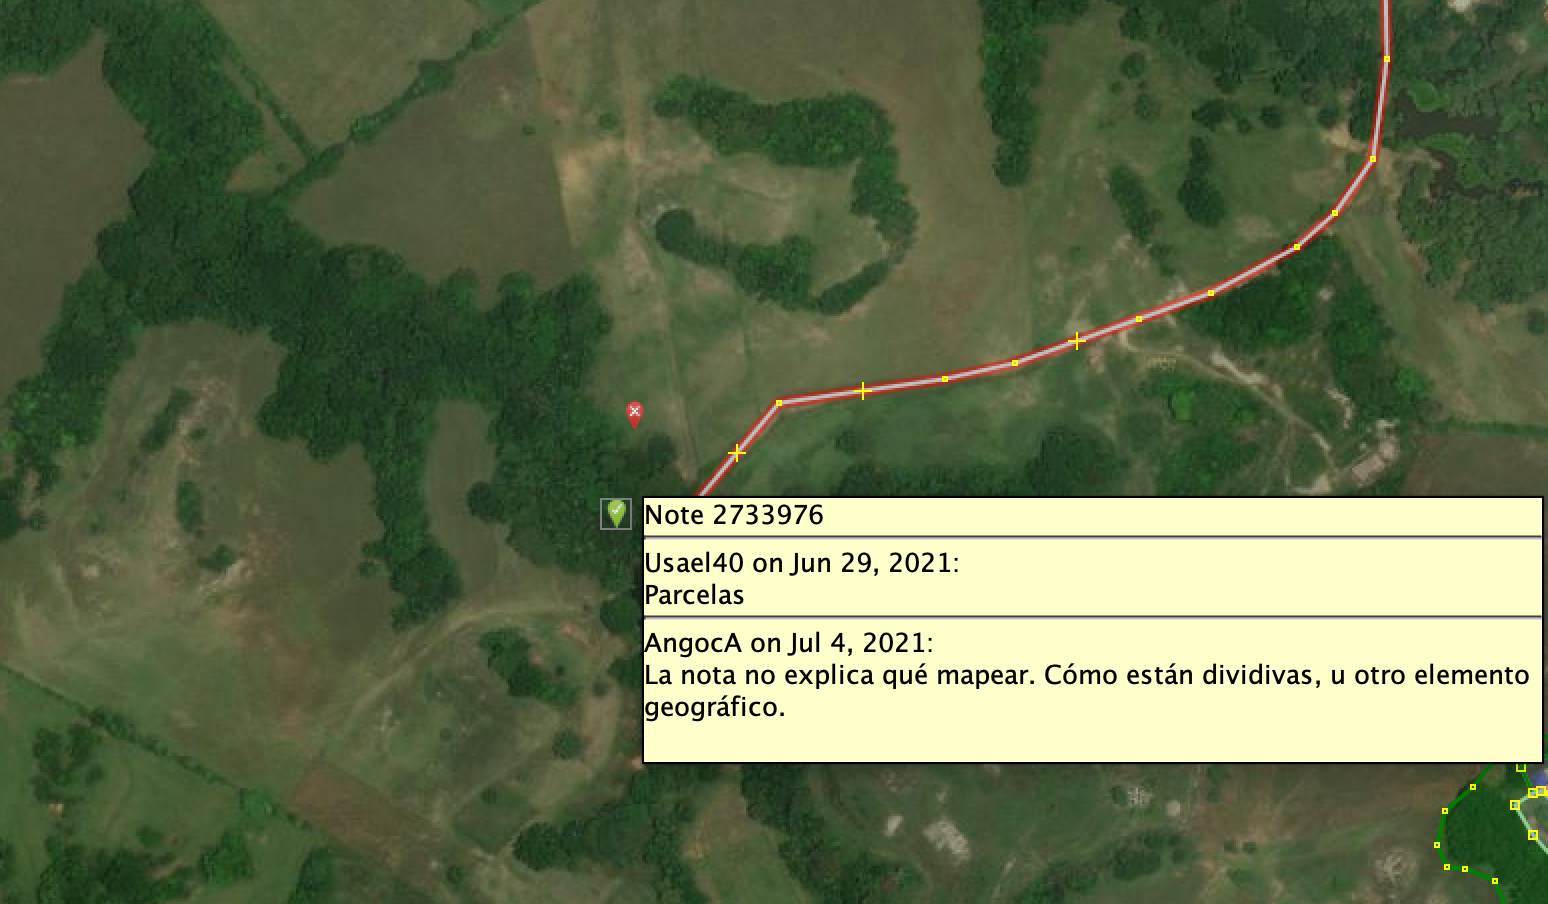 Note 2733976
Usael40 on Jun 29, 2021:
Parcelas
AngocA on Jul 4, 2021:
La nota no explica qué mapear. Cómo están dividivas, u otro elemento
geográfico.